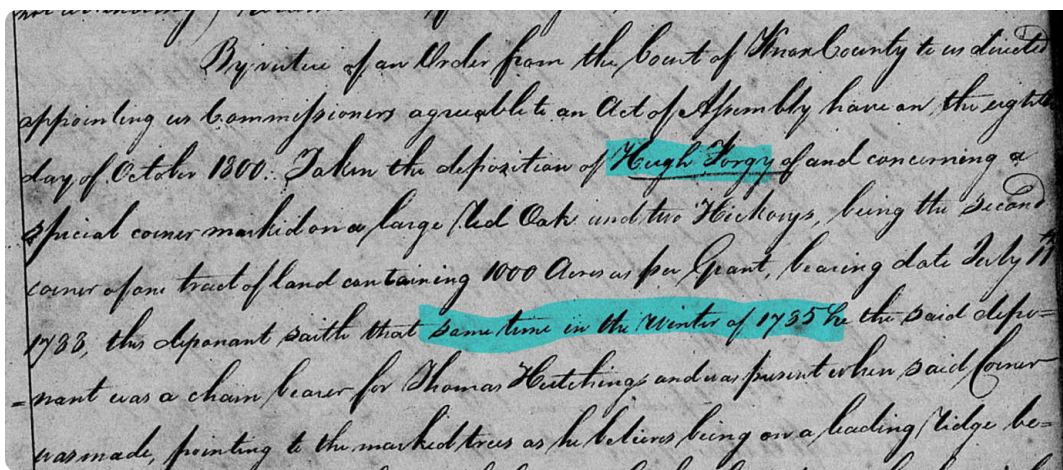 By virtue of an Order from the Court of Knox County to us directed
appointing us Commissioners agreable to an Act of Assembly have on the eighth
day of October 1800. Taken the deposition of Hugh Forgy of and concerning a
special corner marked on a large Red Oak and two Hickorys, being the second
corner of one tract of land containing 1000 Acres as per Grant, bearing date July 11th
1788, this deponant saith that some time in the Winter of 1785 he the said depo=
=nant was a chain bearer for Thomas Hutchings and was present when said Corner
was made, pointing to the marked trees as he believes being on a leading Ridge be=